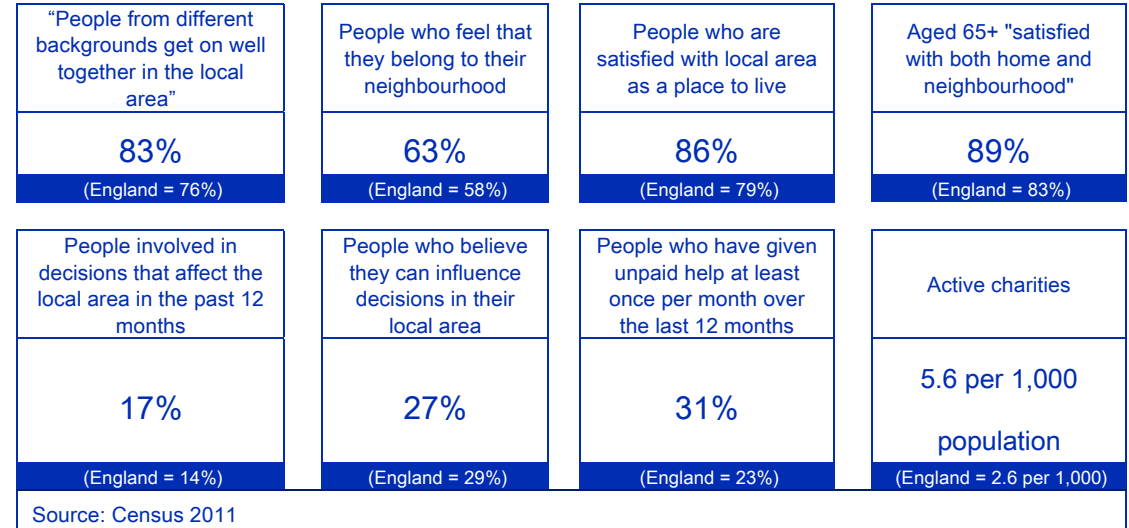 “People from different
backgrounds get on well
together in the local
area”
83%
(England = 76%)
People who feel that
they belong to their
neighbourhood
63%
(England = 58%)
People who are
satisfied with local area
as a place to live
86%
(England = 79%)
Aged 65+ "satisfied
with both home and
neighbourhood"
89%
(England = 83%)
People involved in
decisions that affect the
local area in the past 12
months
17%
(England = 14%)
People who believe
they can influence
decisions in their
local area
27%
(England = 29%)
People who have given
unpaid help at least
once per month over
the last 12 months
31%
(England = 23%)
Active charities
5.6 per 1,000
population
(England = 2.6 per 1,000)
Source: Census 2011